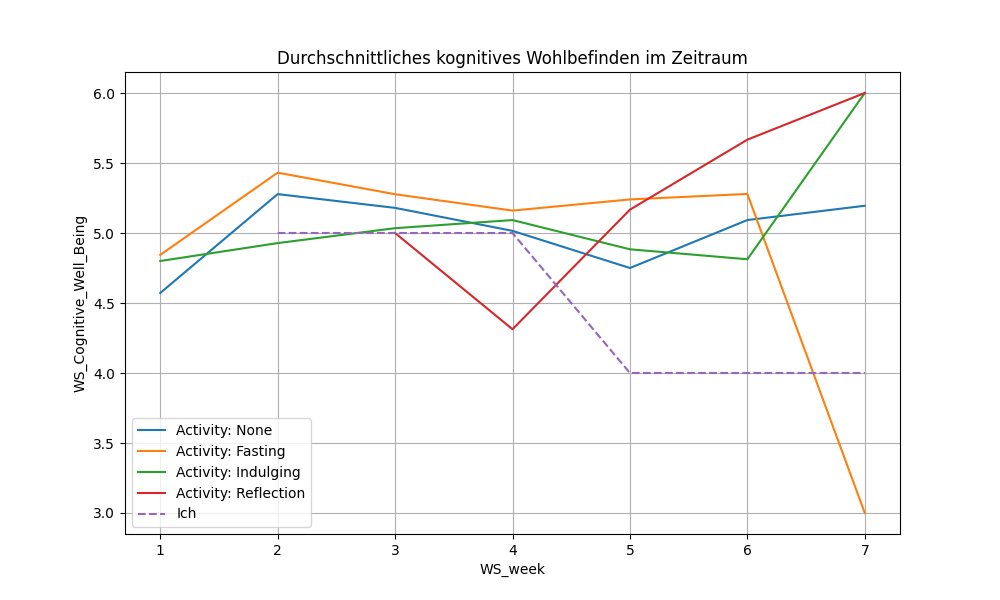 Durchschnittliches kognitives Wohlbefinden im Zeitraum
WS_Cognitive_Well_Being
6.0
5.5
5.0
4.5
4.0
3.5
3.0
Activity: None
Activity: Fasting
Activity: Indulging
Activity: Reflection
Ich
1 2 3 4 5 6 7
WS_week